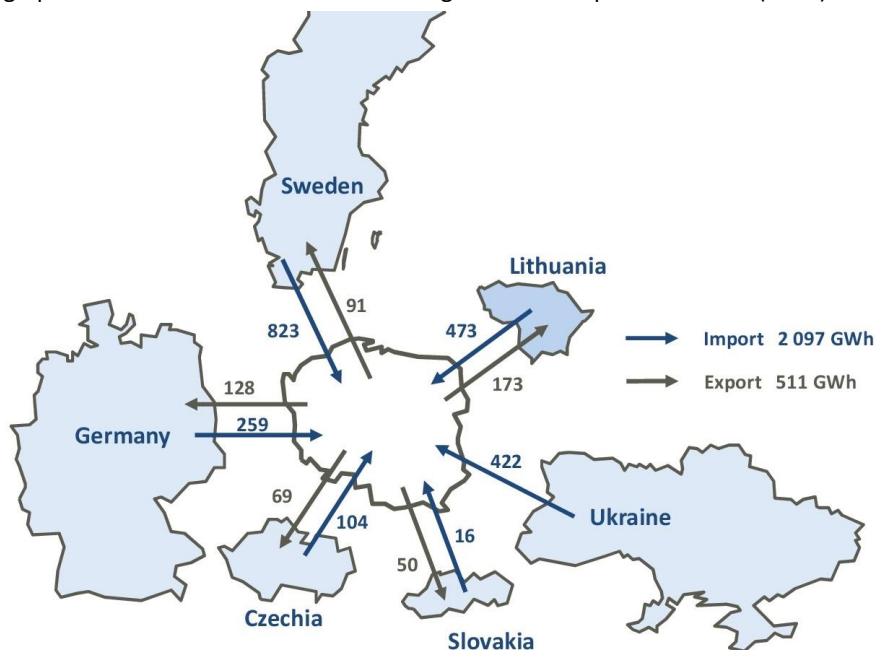 Sweden
91
823
Lithuania
473
173
Import 2 097 GWh
Export 511 GWh
128
Germany
259
422
Ukraine
69
104
16
50
Czechia
Slovakia